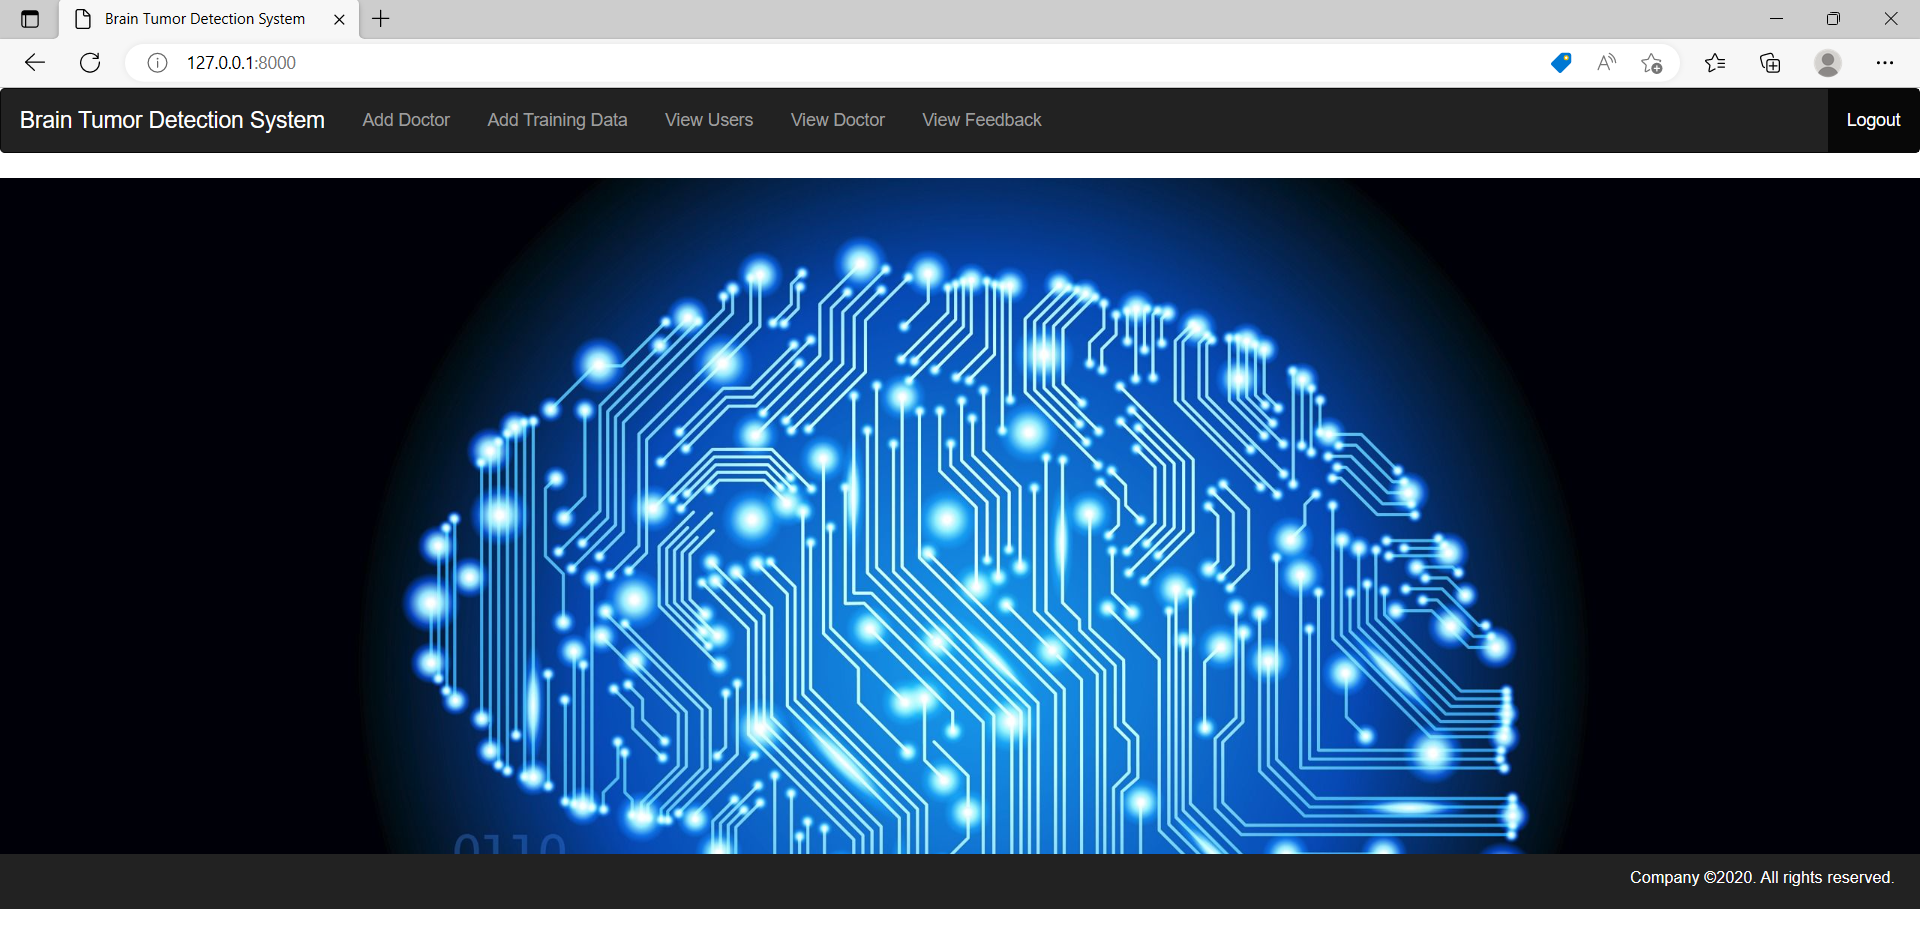 Brain Tumor Detection System
127.0.0.1:8000
Brain Tumor Detection System Add Doctor Add Training Data View Users View Doctor View Feedback Logout
0110
Company ©2020. All rights reserved.